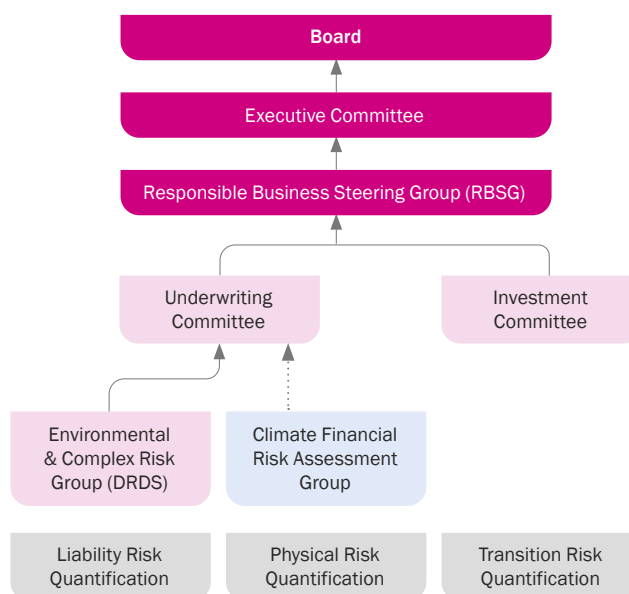 Board
Executive Committee
Responsible Business Steering Group (RBSG)
Underwriting
Committee
Investment
Committee
Environmental
& Complex Risk
Group (DRDS)
Climate Financial
Risk Assessment
Group
Liability Risk
Quantification
Physical Risk
Quantification
Transition Risk
Quantification